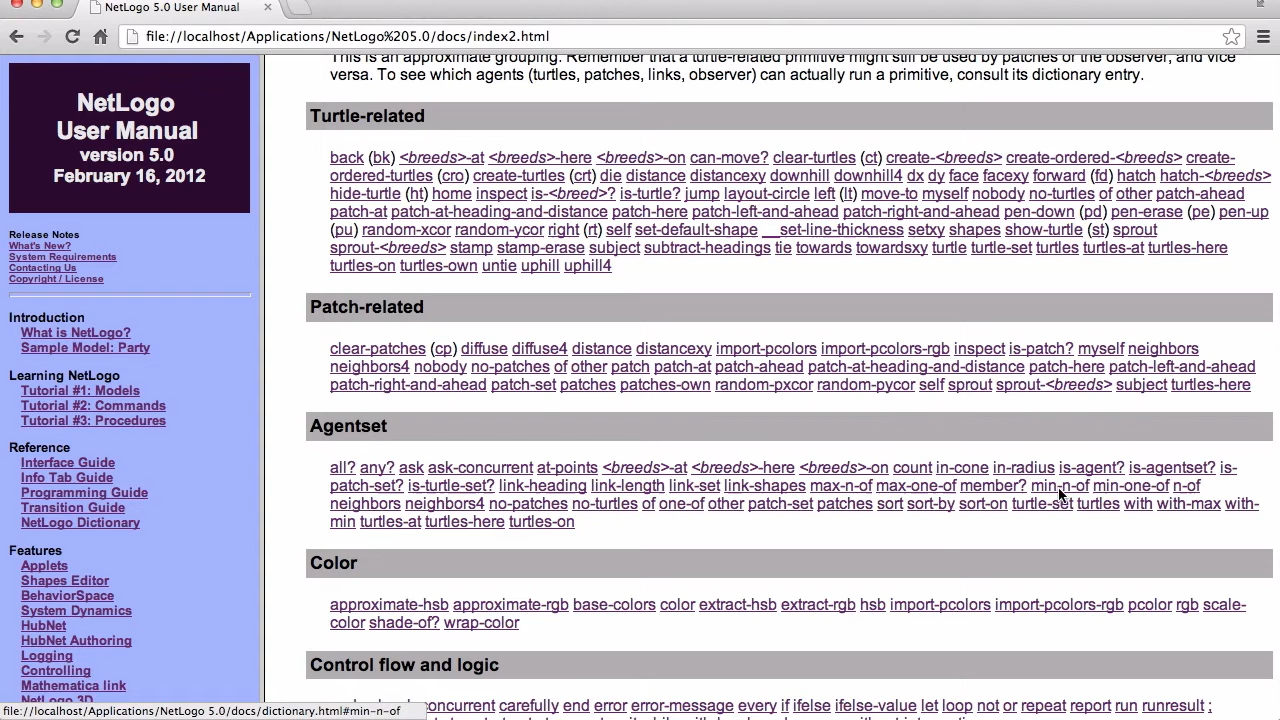 NetLogo 5.0 User Manual
file://localhost/Applications/NetLogo%205.0/docs/index2.html
NetLogo
User Manual
version 5.0
February 16, 2012
Release Notes
What's New?
System Requirements
Contacting Us
Copyright / License
Introduction
What is NetLogo?
Sample Model: Party
Learning NetLogo
Tutorial #1: Models
Tutorial #2: Commands
Tutorial #3: Procedures
Reference
Interface Guide
Info Tab Guide
Programming Guide
Transition Guide
NetLogo Dictionary
Features
Applets
Shapes Editor
BehaviorSpace
System Dynamics
HubNet
HubNet Authoring
Logging
Controlling
Mathematica link
NetLogo 3D
This is an approximate grouping. Remember that a turtle-related primitive might still be used by patches or the observer, and vice
versa. To see which agents (turtles, patches, links, observer) can actually run a primitive, consult its dictionary entry.
Turtle-related
back (bk) <breeds>-at <breeds>-here <breeds>-on can-move? clear-turtles (ct) create-<breeds> create-ordered-<breeds> create-
ordered-turtles (cro) create-turtles (crt) die distance distancexy downhill downhill4 dx dy face facexy forward (fd) hatch hatch-<breeds>
hide-turtle (ht) home inspect is-<breed>? is-turtle? jump layout-circle left (lt) move-to myself nobody no-turtles of other patch-ahead
patch-at patch-at-heading-and-distance patch-here patch-left-and-ahead patch-right-and-ahead pen-down (pd) pen-erase (pe) pen-up
(pu) random-xcor random-ycor right (rt) self set-default-shape __set-line-thickness setxy shapes show-turtle (st) sprout
sprout-<breeds> stamp stamp-erase subject subtract-headings tie towards towardsxy turtle turtle-set turtles turtles-at turtles-here
turtles-on turtles-own untie uphill uphill4
Patch-related
clear-patches (cp) diffuse diffuse4 distance distancexy import-pcolors import-pcolors-rgb inspect is-patch? myself neighbors
neighbors4 nobody no-patches of other patch patch-at patch-ahead patch-at-heading-and-distance patch-here patch-left-and-ahead
patch-right-and-ahead patch-set patches patches-own random-pxcor random-pycor self sprout sprout-<breeds> subject turtles-here
Agentset
all? any? ask ask-concurrent at-points <breeds>-at <breeds>-here <breeds>-on count in-cone in-radius is-agent? is-agentset? is-
patch-set? is-turtle-set? link-heading link-length link-set link-shapes max-n-of max-one-of member? min-n-of min-one-of n-of
neighbors neighbors4 no-patches no-turtles of one-of other patch-set patches sort sort-by sort-on turtle-set turtles with with-max with-
min turtles-at turtles-here turtles-on
Color
approximate-hsb approximate-rgb base-colors color extract-hsb extract-rgb hsb import-pcolors import-pcolors-rgb pcolor rgb scale-
color shade-of? wrap-color
Control flow and logic
concurrent carefully end error error-message every if ifelse ifelse-value let loop not or repeat report run runresult ;
file://localhost/Applications/NetLogo 5.0/docs/dictionary.html#min-n-of